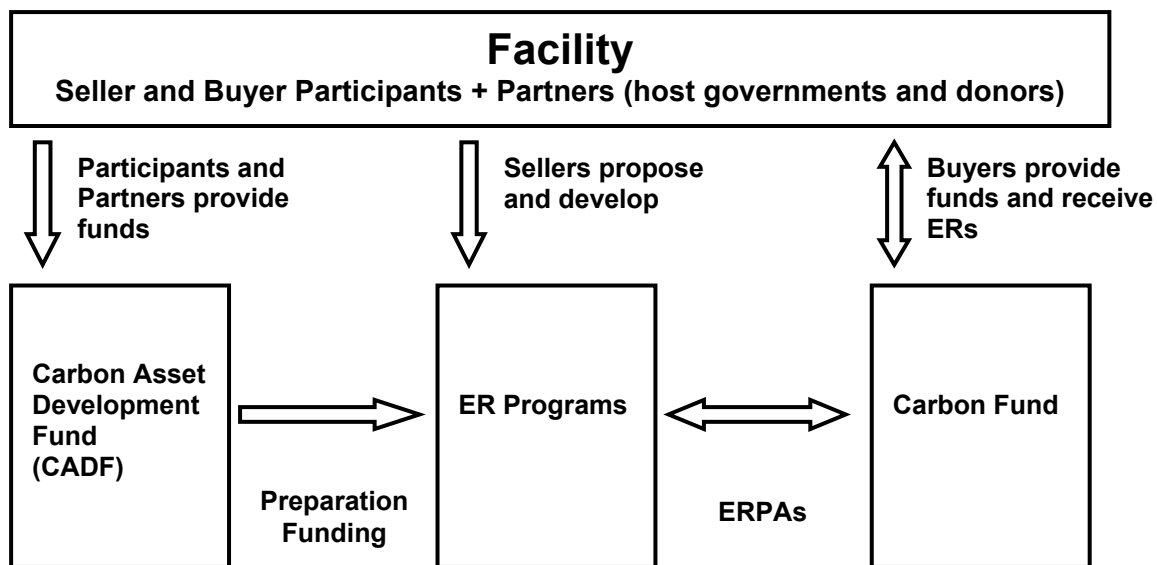 Facility
Seller and Buyer Participants + Partners (host governments and donors)
Participants and
Partners provide
funds
Sellers propose
and develop
Buyers provide
funds and receive
ERs
Carbon Asset
Development
Fund
(CADF)
Preparation
Funding
ER Programs
ERPAs
Carbon Fund